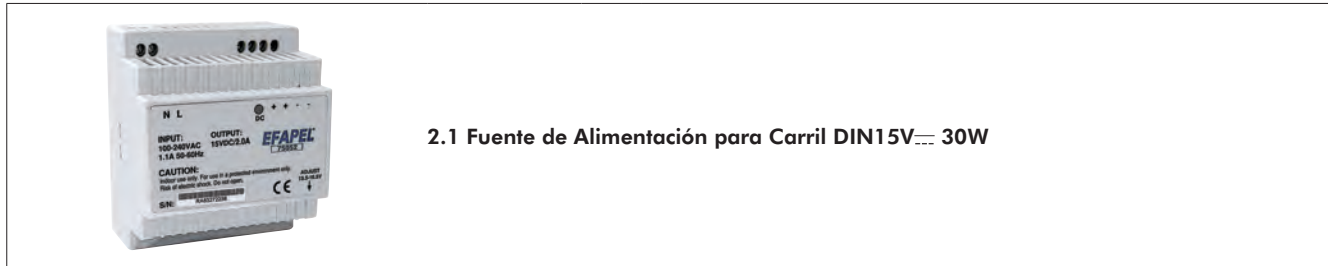 N L
+ + - -
DC
INPUT:
100-240VAC
1.1A 50-60Hz
OUTPUT:
15VDC/2.0A
EFAPEL
CAUTION:
Indoor use only. For use in a protected environment only.
Risk of electric shock. Do not open.
ADJUST
CE
S/N:
2.1 Fuente de Alimentación para Carril DIN15V⎓ 30W